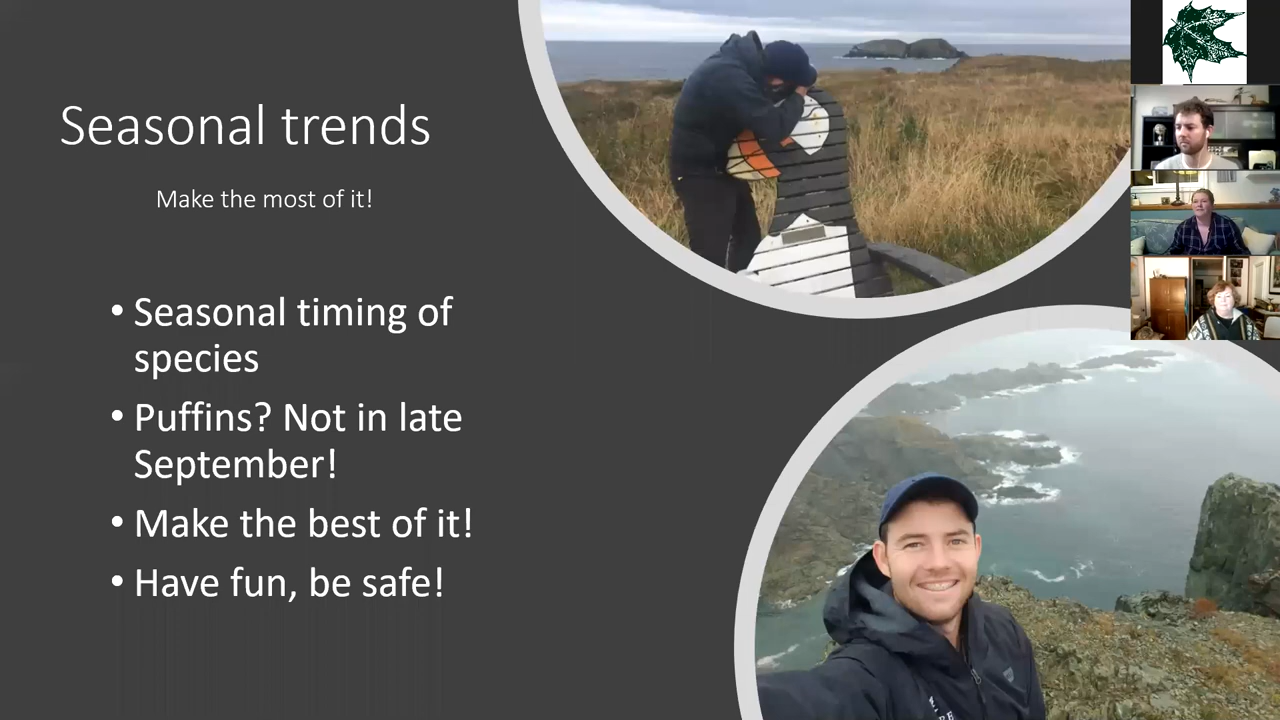 Seasonal trends
Make the most of it!
• Seasonal timing of
species
• Puffins? Not in late
September!
• Make the best of it!
• Have fun, be safe!